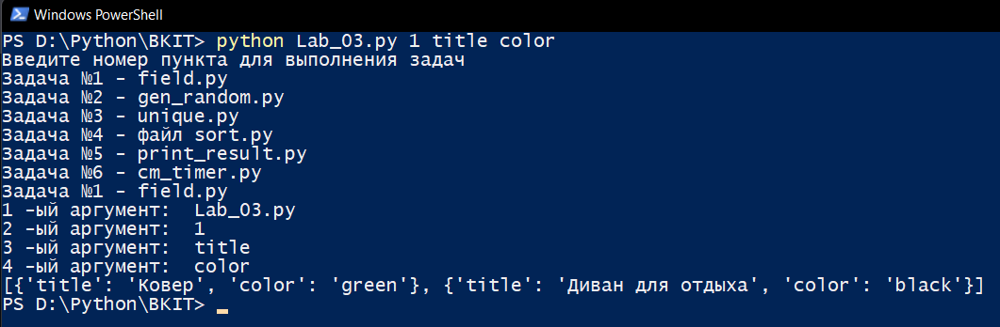 Windows PowerShell
PS D:\Python\BKIT> python Lab_03.py 1 title color
Введите номер пункта для выполнения задач
Задача №1 - field.py
Задача №2 - gen_random.py
Задача №3 - unique.py
Задача №4 - файл sort.py
Задача №5 - print_result.py
Задача №6 - cm_timer.py
Задача №1 - field.py
1 -ый аргумент:  Lab_03.py
2 -ый аргумент:  1
3 -ый аргумент:  title
4 -ый аргумент:  color
[{'title': 'Ковер', 'color': 'green'}, {'title': 'Диван для отдыха', 'color': 'black'}]
PS D:\Python\BKIT>